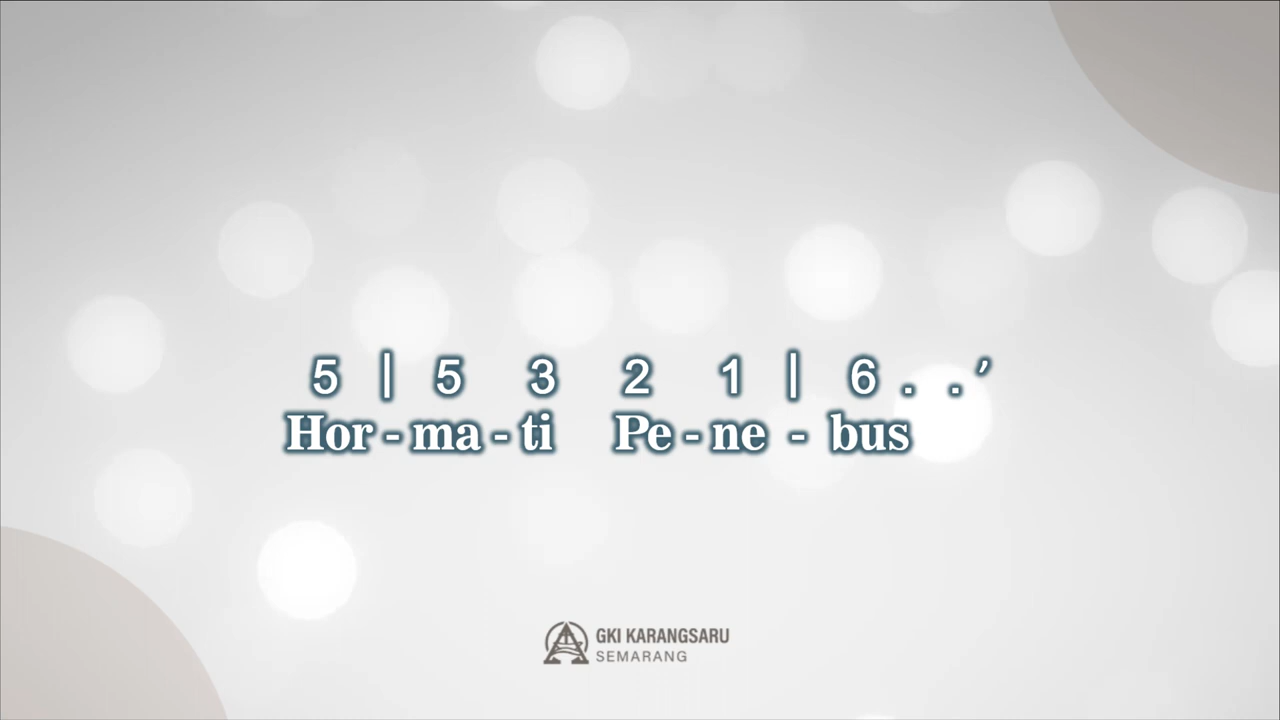 5 | 5 3 2 1 | 6 . . ’
Hor - ma - ti Pe - ne - bus
GKI KARANGSARU
SEMARANG